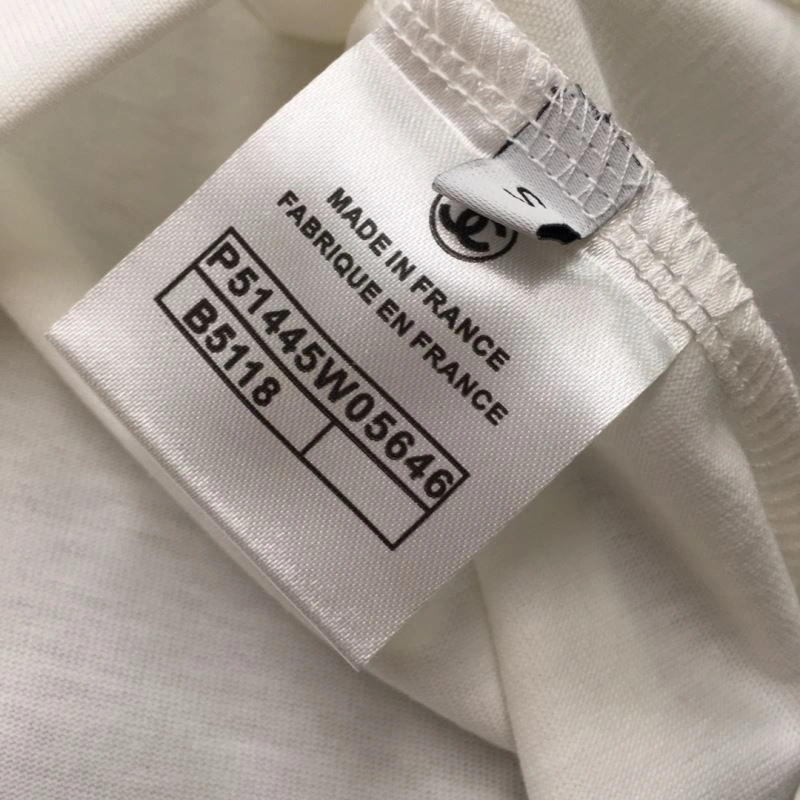 S
MADE IN FRANCE
FABRIQUE EN FRANCE
P51445W05646
B5118